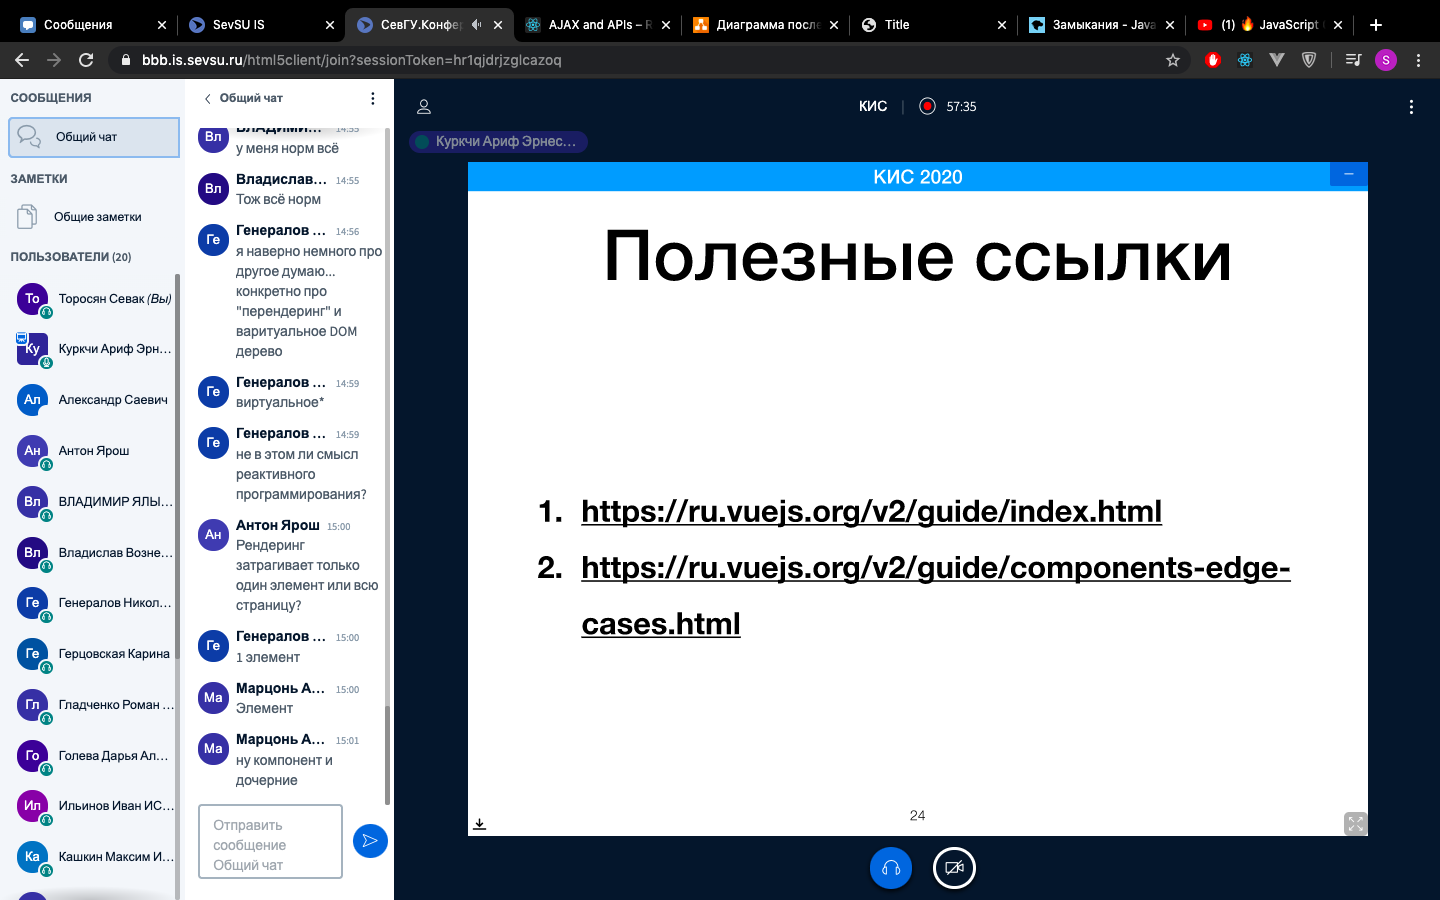 Сообщения
SevSU IS
СевГУ.Конфер
AJAX and APIs – R
Диаграмма после
Title
Замыкания - Java
(1) 🔥 JavaScript
bbb.is.sevsu.ru/html5client/join?sessionToken=hr1qjdrjzglcazoq
S
СООБЩЕНИЯ
Общий чат
ЗАМЕТКИ
Общие заметки
ПОЛЬЗОВАТЕЛИ (20)
То
Торосян Севак (Вы)
Ку
Куркчи Ариф Эрн...
Ал
Александр Саевич
Ан
Антон Ярош
Вл
ВЛАДИМИР ЯЛЫ...
Вл
Владислав Возне...
Ге
Генералов Никол...
Ге
Герцовская Карина
Гл
Гладченко Роман ...
Го
Голева Дарья Ал...
Ил
Ильинов Иван ИС...
Ка
Кашкин Максим И...
Общий чат
Вл
ВЛАДИМИ... 14:55
у меня норм всё
Вл
Владислав... 14:55
Тож всё норм
Ге
Генералов ... 14:56
я наверно немного про
другое думаю...
конкретно про
"перендеринг" и
варитуальное DOM
дерево
Ге
Генералов ... 14:59
виртуальное*
Ге
Генералов ... 14:59
не в этом ли смысл
реактивного
программирования?
Ан
Антон Ярош 15:00
Рендеринг
затрагивает только
один элемент или всю
страницу?
Ге
Генералов ... 15:00
1 элемент
Ма
Марцонь А... 15:00
Элемент
Ма
Марцонь А... 15:01
ну компонент и
дочерние
Отправить
сообщение
Общий чат
КИС | 57:35
Куркчи Ариф Эрнес...
КИС 2020
Полезные ссылки
1. https://ru.vuejs.org/v2/guide/index.html
2. https://ru.vuejs.org/v2/guide/components-edge-
cases.html
24